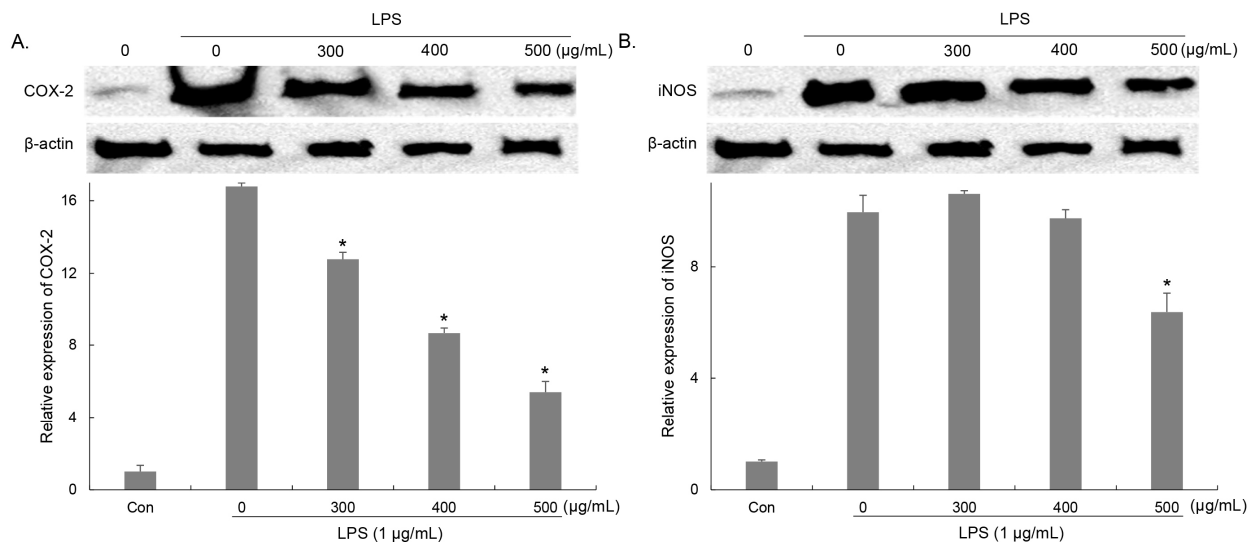 A.
LPS
0 0 300 400 500 (µg/mL)
COX-2
β-actin
Relative expression of COX-2
16
12
8
4
0
*
*
*
Con 0 300 400 500 (µg/mL)
LPS (1 µg/mL)
B.
LPS
0 0 300 400 500 (µg/mL)
iNOS
β-actin
Relative expression of iNOS
8
4
0
*
Con 0 300 400 500 (µg/mL)
LPS (1 µg/mL)